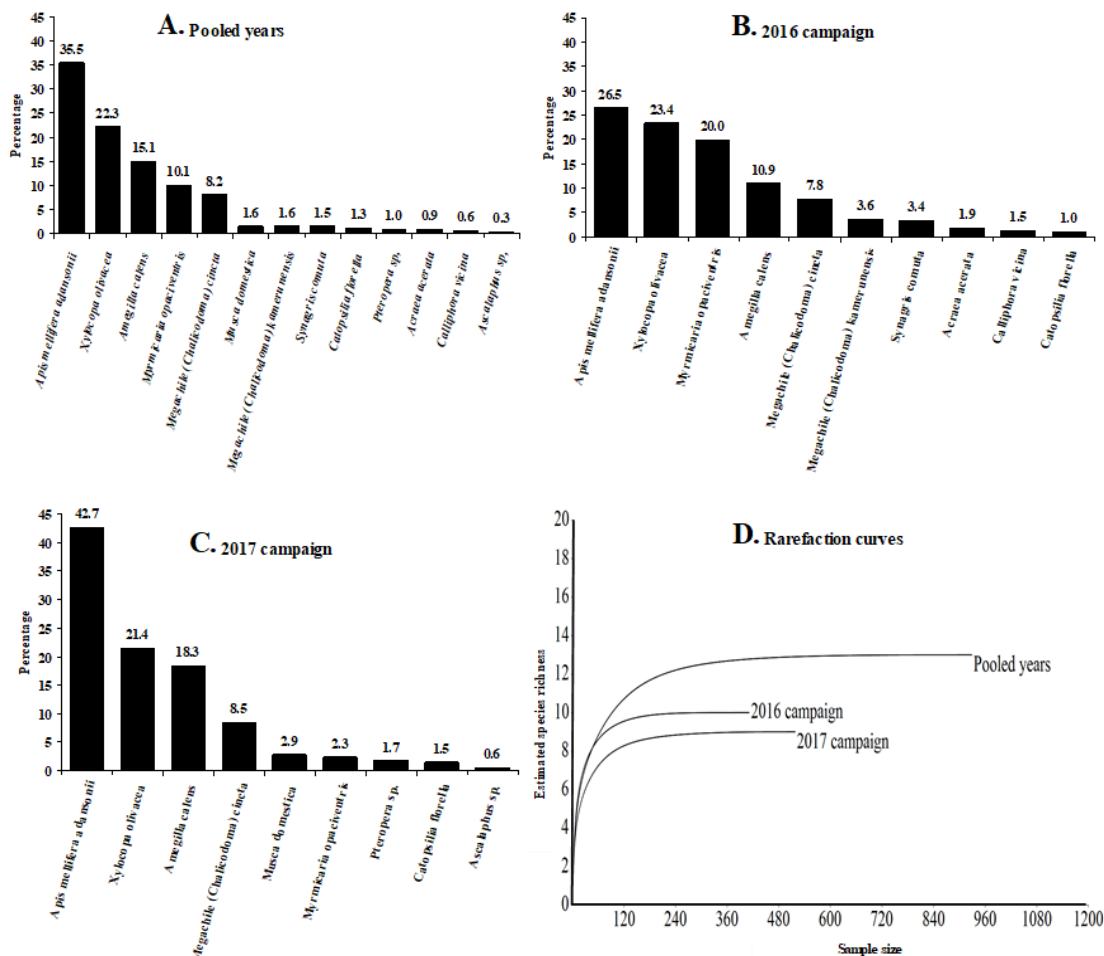 A. Pooled years
Percentage
45
40
35
30
25
20
15
10
5
0
35.5
22.3
15.1
10.1
8.2
1.6
1.6
1.5
1.3
1.0
0.9
0.6
0.3
Apis mellifera adansonii
Xylocopa olivacea
Amegilla calens
Myrmicaria opaciventris
Megachile (Chalicodoma) cincta
Musca domestica
Megachile (Chalicodoma) kamerunensis
Synagris cornuta
Catopsilia florella
Pteropara sp.
Acraea acerata
Calliphora vicina
Ascalaphus sp.
B. 2016 campaign
Percentage
45
40
35
30
25
20
15
10
5
0
26.5
23.4
20.0
10.9
7.8
3.6
3.4
1.9
1.5
1.0
Apis mellifera adansonii
Xylocopa olivacea
Myrmicaria opaciventris
Amegilla calens
Megachile (Chalicodoma) cincta
Megachile (Chalicodoma) kamerunensis
Synagris cornuta
Acraea acerata
Calliphora vicina
Catopsilia florella
C. 2017 campaign
Percentage
45
40
35
30
25
20
15
10
5
0
42.7
21.4
18.3
8.5
2.9
2.3
1.7
1.5
0.6
Apis mellifera adansonii
Xylocopa olivacea
Amegilla calens
Megachile (Chalicodoma) cincta
Musca domestica
Myrmicaria opaciventris
Pteropera sp.
Catopsilia florella
Ascalaphus sp.
D. Rarefaction curves
Estimated species richness
20
18
16
14
12
10
8
6
4
2
0
Pooled years
2016 campaign
2017 campaign
120 240 360 480 600 720 840 960 1080 1200
Sample size